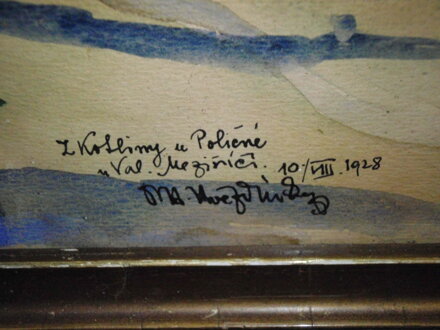 Z Kotliny u Poličné
u Val. Meziříčí. 10./VIII. 1928